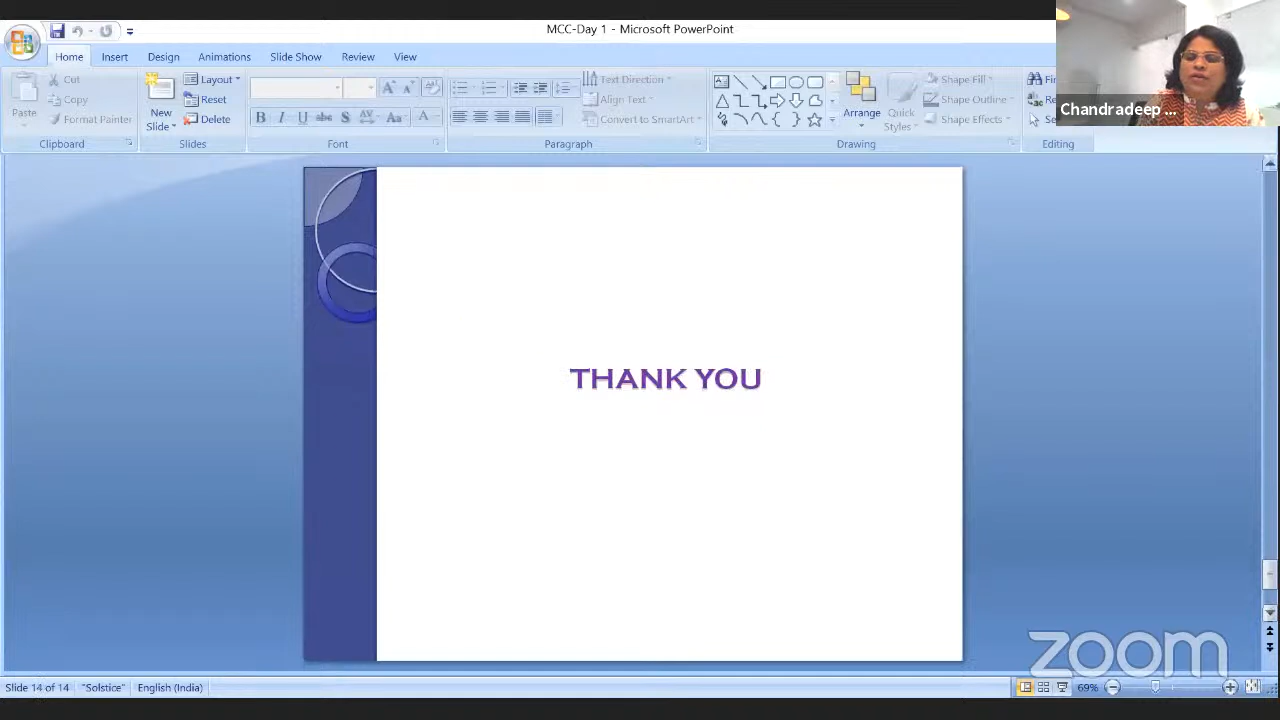 MCC-Day 1 - Microsoft PowerPoint
Home Insert Design Animations Slide Show Review View
Paste
Cut
Copy
Format Painter
Clipboard
New Slide
Layout
Reset
Delete
Slides
Font
Text Direction
Align Text
Convert to SmartArt
Paragraph
Arrange
Quick Styles
Shape Fill
Shape Outline
Shape Effects
Drawing
Editing
Chandradeep ...
THANK YOU
zoom
Slide 14 of 14 "Solstice" English (India) 69%